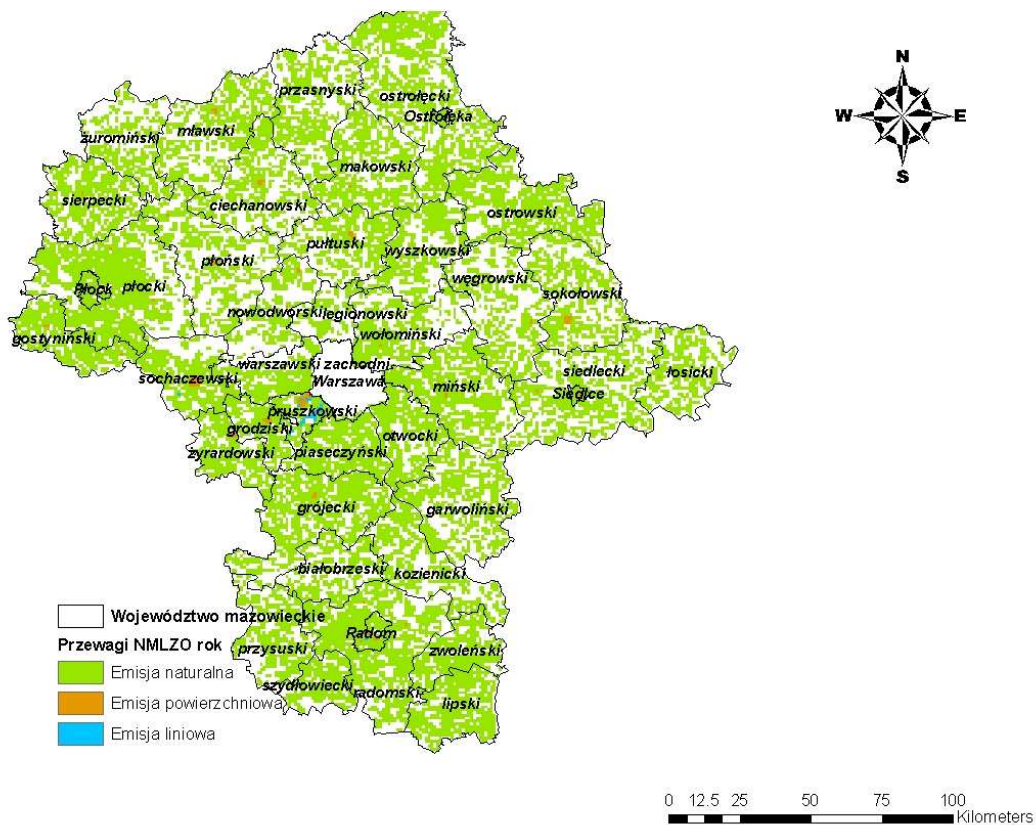 N
W E
S
przasnyski
ostrołęcki
Ostrołęka
żuromiński
mławski
makowski
sierpecki
ciechanowski
ostrowski
pułtuski
wyszkowski
płoński
węgrowski
sokołowski
Płock
płocki
nowodworski
legionowski
wołomiński
gostyniński
warszawski zachodni
siedlecki
łosicki
sochaczewski
Warszawa
miński
Siedlce
pruszkowski
grodziski
otwocki
żyrardowski
piaseczyński
grójecki
garwoliński
białobrzeski
kozienicki
Województwo mazowieckie
Przewagi NMLZO rok
Radom
przysuski
zwoleński
Emisja naturalna
szydłowiecki
radomski
Emisja powierzchniowa
lipski
Emisja liniowa
0 12.5 25 50 75 100
Kilometers